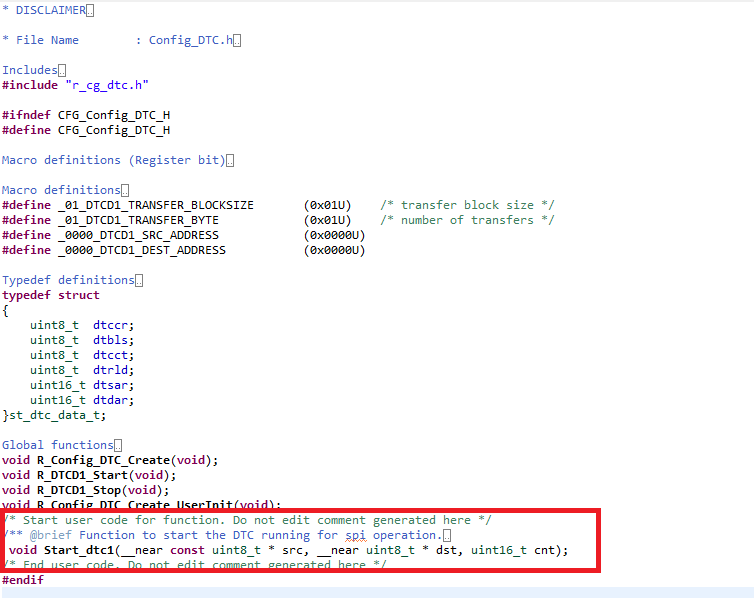 * DISCLAIMER
* File Name : Config_DTC.h
Includes
#include "r_cg_dtc.h"
#ifndef CFG_Config_DTC_H
#define CFG_Config_DTC_H
Macro definitions (Register bit)
Macro definitions
#define _01_DTCD1_TRANSFER_BLOCKSIZE (0x01U) /* transfer block size */
#define _01_DTCD1_TRANSFER_BYTE (0x01U) /* number of transfers */
#define _0000_DTCD1_SRC_ADDRESS (0x0000U)
#define _0000_DTCD1_DEST_ADDRESS (0x0000U)
Typedef definitions
typedef struct
{
uint8_t dtccr;
uint8_t dtbls;
uint8_t dtcct;
uint8_t dtrld;
uint16_t dtsar;
uint16_t dtdar;
}st_dtc_data_t;
Global functions
void R_Config_DTC_Create(void);
void R_DTCD1_Start(void);
void R_DTCD1_Stop(void);
void R_Config_DTC_Create_UserInit(void);
/* Start user code for function. Do not edit comment generated here */
/** @brief Function to start the DTC running for spi operation.
void Start_dtc1(__near const uint8_t * src, __near uint8_t * dst, uint16_t cnt);
/* End user code. Do not edit comment generated here */
#endif